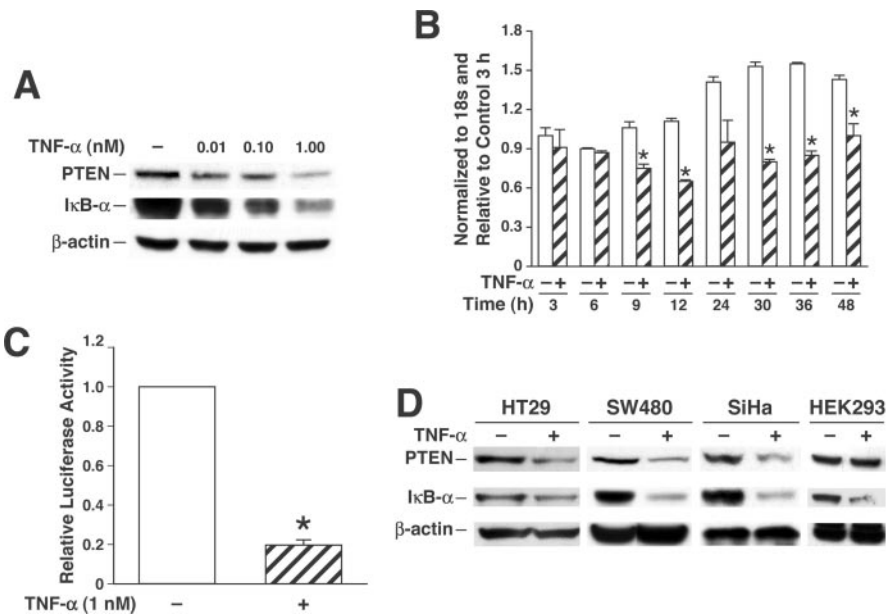 A
TNF-α (nM) – 0.01 0.10 1.00
PTEN –
IκB-α –
β-actin –
B
Normalized to 18s and
Relative to Control 3 h
1.8
1.5
1.2
0.9
0.6
0.3
0
* * * * *
TNF-α – + – + – + – + – + – + – + – +
Time (h) 3 6 9 12 24 30 36 48
C
Relative Luciferase Activity
1.0
0.8
0.6
0.4
0.2
0
*
TNF-α (1 nM) – +
D
HT29 SW480 SiHa HEK293
TNF-α – + – + – + – +
PTEN –
IκB-α –
β-actin –